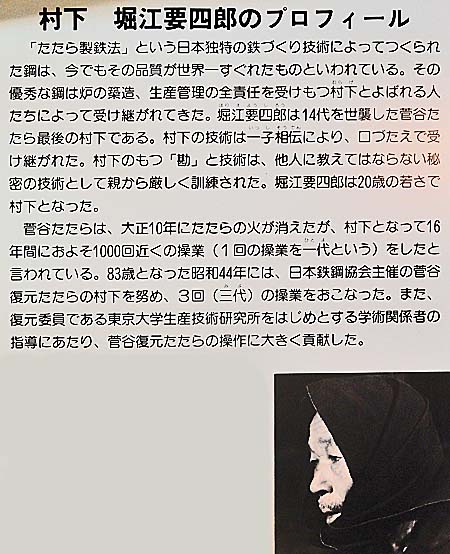 村下　堀江要四郎のプロフィール
「たたら製鉄法」という日本独特の鉄づくり技術によってつくられ
た鋼は、今でもその品質が世界一すぐれたものといわれている。その
優秀な鋼は炉の築造、生産管理の全責任を受けもつ村下とよばれる人
たちによって受け継がれてきた。堀江要四郎は14代を世襲した菅谷た
たら最後の村下である。村下の技術は一子相伝により、口づたえで受
け継がれた。村下のもつ「勘」と技術は、他人に教えてはならない秘
密の技術として親から厳しく訓練された。堀江要四郎は20歳の若さで
村下となった。
菅谷たたらは、大正10年にたたらの火が消えたが、村下となって16
年間におよそ1000回近くの操業（１回の操業を一代という）をしたと
言われている。83歳となった昭和44年には、日本鉄鋼協会主催の菅谷
復元たたらの村下を努め、３回（三代）の操業をおこなった。また、
復元委員である東京大学生産技術研究所をはじめとする学術関係者の
指導にあたり、菅谷復元たたらの操作に大きく貢献した。